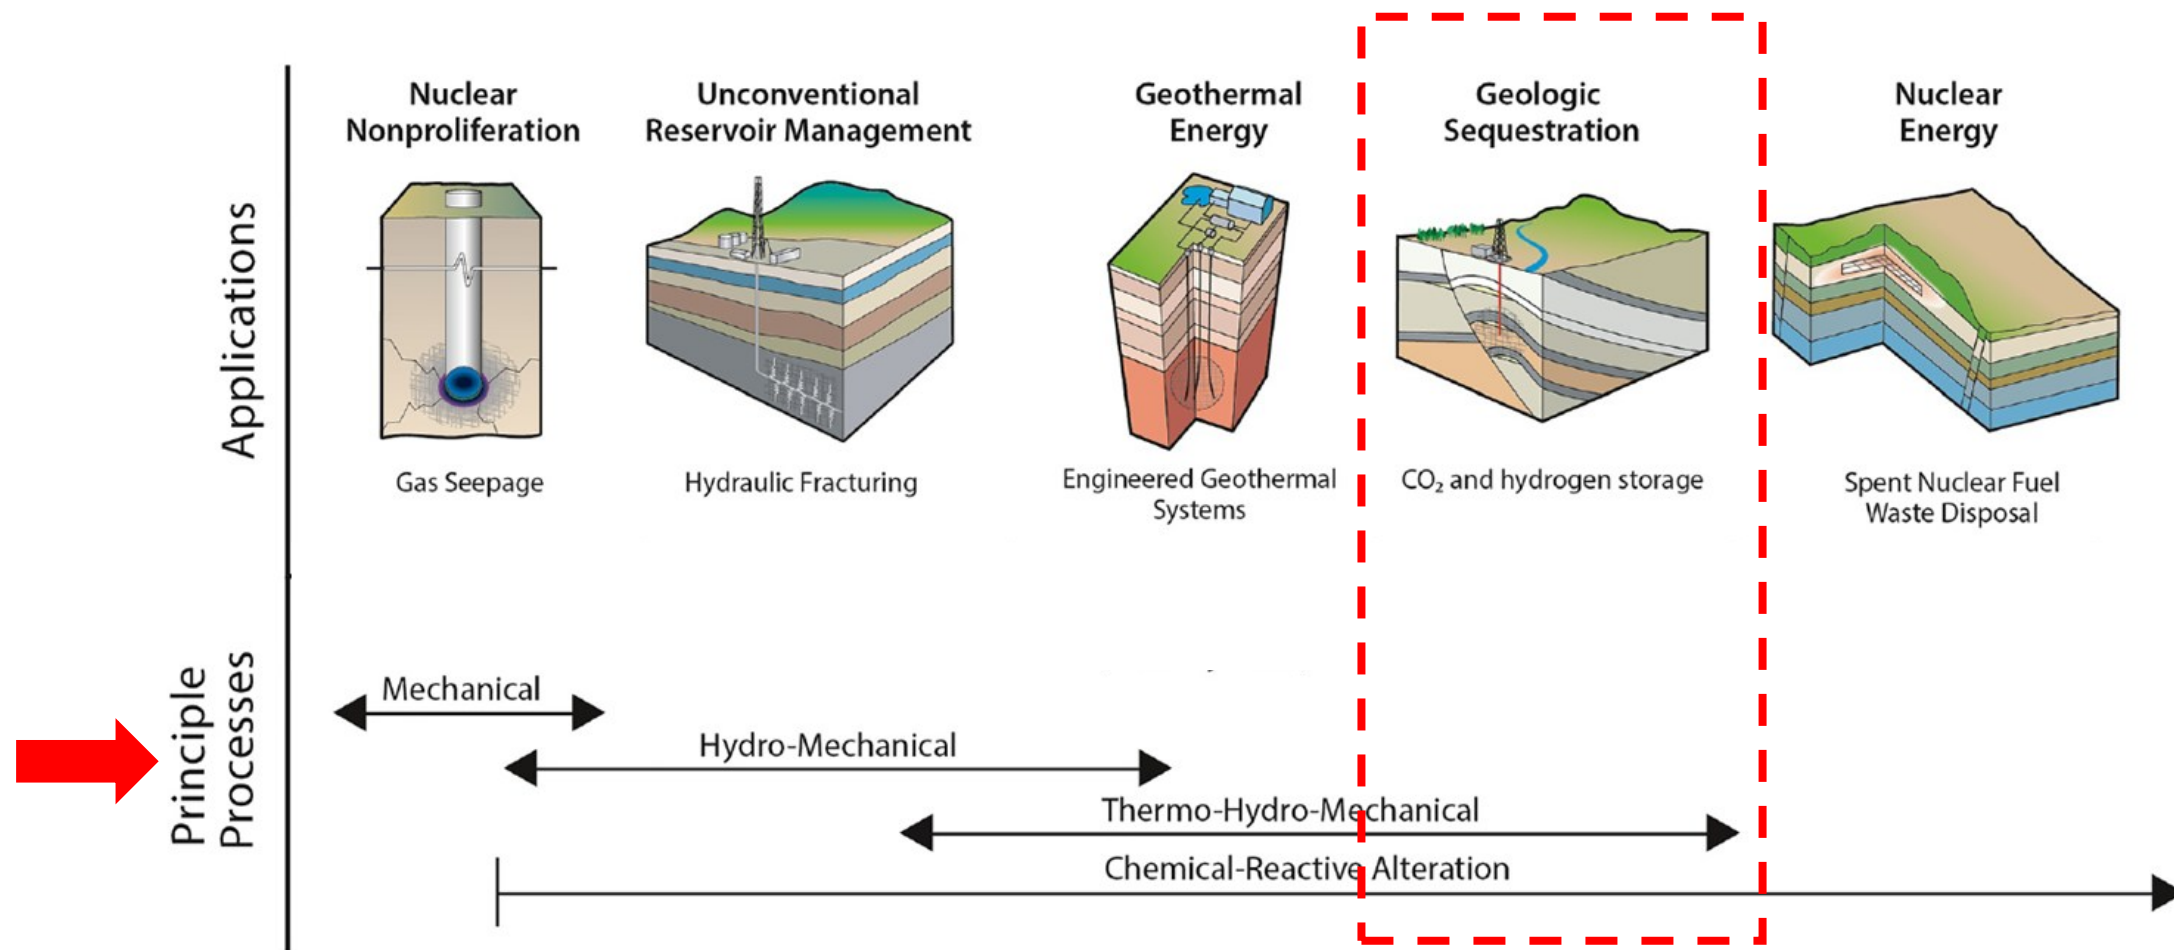 Applications
Nuclear
Nonproliferation
Unconventional
Reservoir Management
Geothermal
Energy
Geologic
Sequestration
Nuclear
Energy
Gas Seepage
Hydraulic Fracturing
Engineered Geothermal
Systems
CO₂ and hydrogen storage
Spent Nuclear Fuel
Waste Disposal
Principle
Processes
Mechanical
Hydro-Mechanical
Thermo-Hydro-Mechanical
Chemical-Reactive Alteration